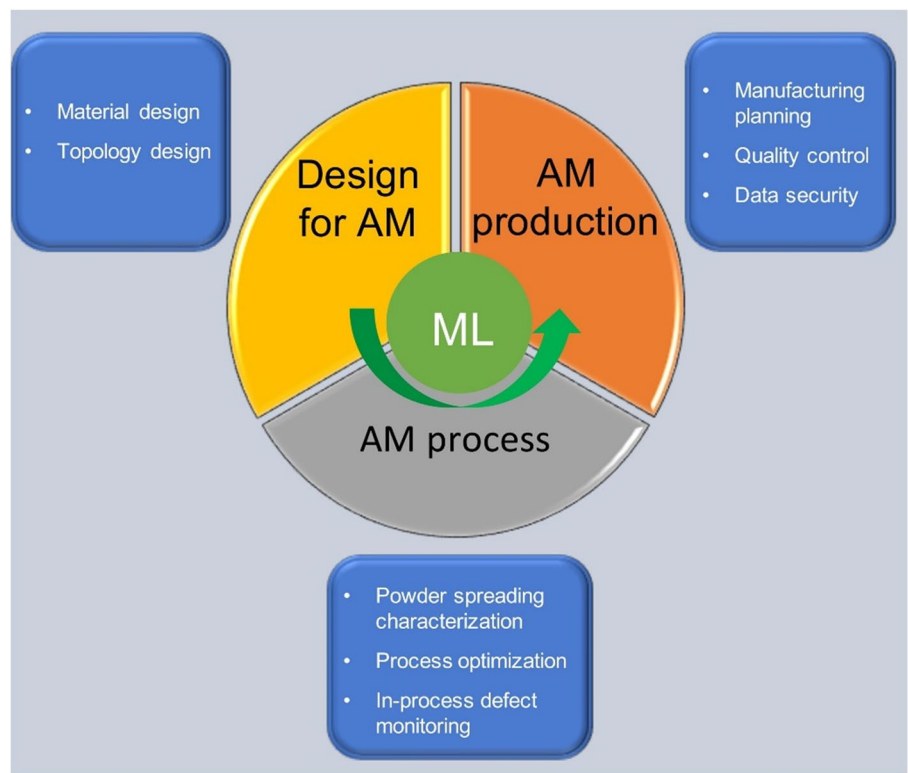 • Material design
• Topology design
Design
for AM
AM
production
• Manufacturing
planning
• Quality control
• Data security
ML
AM process
• Powder spreading
characterization
• Process optimization
• In-process defect
monitoring